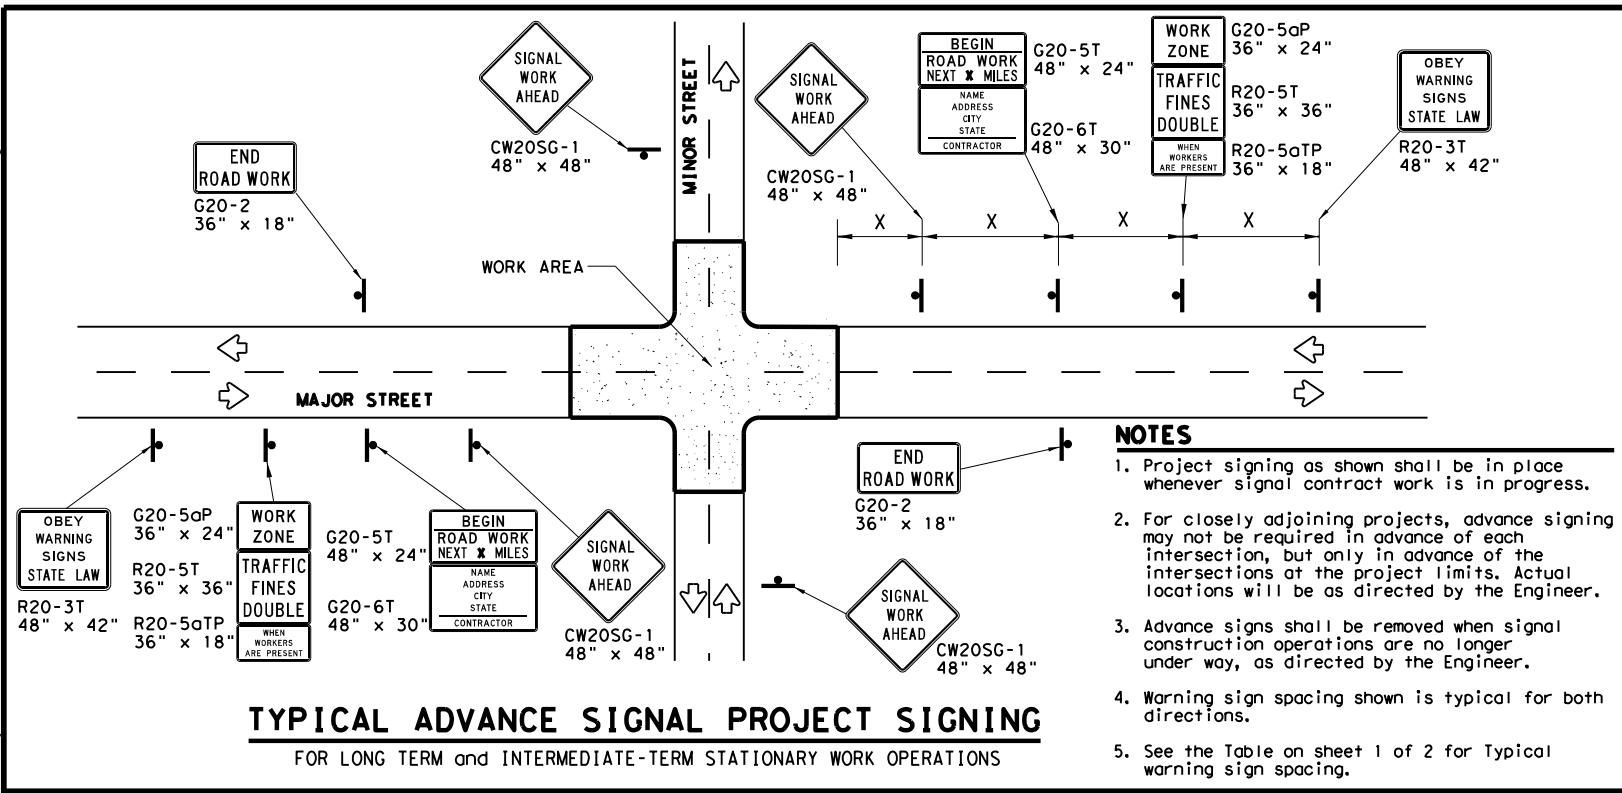 SIGNAL
WORK
AHEAD
CW20SG-1
48" x 48"
END
ROAD WORK
G20-2
36" x 18"
MINOR STREET
SIGNAL
WORK
AHEAD
CW20SG-1
48" x 48"
BEGIN
ROAD WORK
NEXT X MILES
G20-5T
48" x 24"
NAME
ADDRESS
CITY
STATE
CONTRACTOR
G20-6T
48" x 30"
WORK
ZONE
G20-5aP
36" x 24"
TRAFFIC
FINES
DOUBLE
R20-5T
36" x 36"
WHEN
WORKERS
ARE PRESENT
R20-5aTP
36" x 18"
OBEY
WARNING
SIGNS
STATE LAW
R20-3T
48" x 42"
X
X
X
X
WORK AREA
MAJOR STREET
OBEY
WARNING
SIGNS
STATE LAW
R20-3T
48" x 42"
G20-5aP
36" x 24"
WORK
ZONE
R20-5T
36" x 36"
TRAFFIC
FINES
DOUBLE
R20-5aTP
36" x 18"
WHEN
WORKERS
ARE PRESENT
G20-5T
48" x 24"
BEGIN
ROAD WORK
NEXT X MILES
G20-6T
48" x 30"
NAME
ADDRESS
CITY
STATE
CONTRACTOR
SIGNAL
WORK
AHEAD
CW20SG-1
48" x 48"
END
ROAD WORK
G20-2
36" x 18"
SIGNAL
WORK
AHEAD
CW20SG-1
48" x 48"
TYPICAL ADVANCE SIGNAL PROJECT SIGNING
FOR LONG TERM and INTERMEDIATE-TERM STATIONARY WORK OPERATIONS
NOTES
1. Project signing as shown shall be in place
whenever signal contract work is in progress.
2. For closely adjoining projects, advance signing
may not be required in advance of each
intersection, but only in advance of the
intersections at the project limits. Actual
locations will be as directed by the Engineer.
3. Advance signs shall be removed when signal
construction operations are no longer
under way, as directed by the Engineer.
4. Warning sign spacing shown is typical for both
directions.
5. See the Table on sheet 1 of 2 for Typical
warning sign spacing.